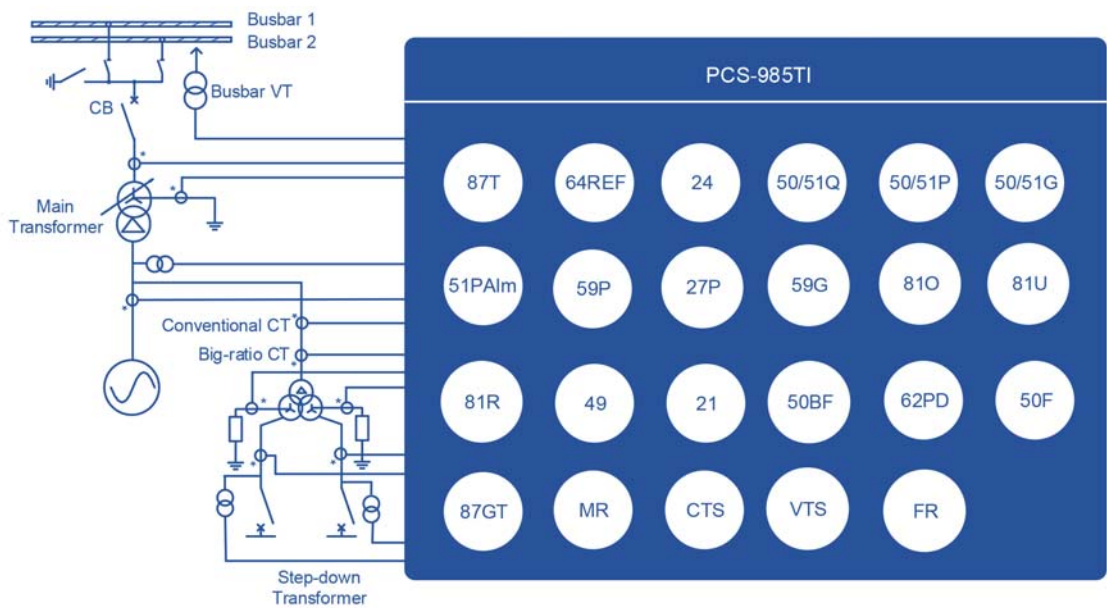 Busbar 1
Busbar 2
Busbar VT
CB
Main
Transformer
Conventional CT
Big-ratio CT
Step-down
Transformer
PCS-985TI
87T
64REF
24
50/51Q
50/51P
50/51G
51PAlm
59P
27P
59G
81O
81U
81R
49
21
50BF
62PD
50F
87GT
MR
CTS
VTS
FR